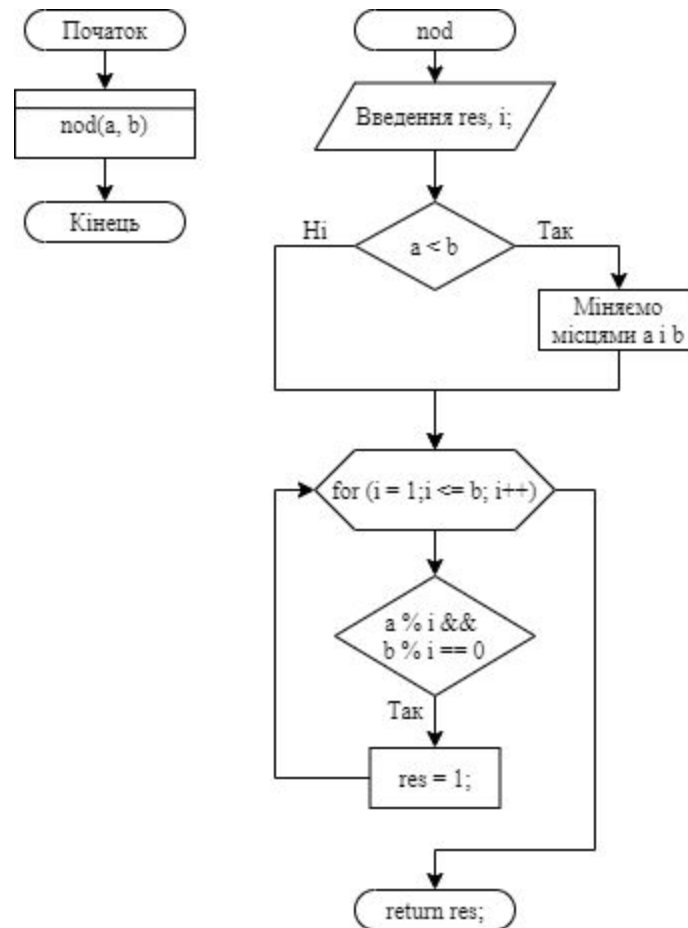 Початок
nod(a, b)
Кінець
nod
Введення res, i;
a < b
Ні
Так
Міняємо
місцями a і b
for (i = 1;i <= b; i++)
a % i &&
b % i == 0
Так
res = 1;
return res;